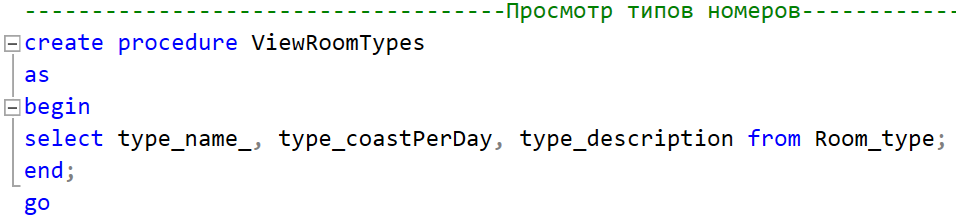 ------------------------------------Просмотр типов номеров------------
create procedure ViewRoomTypes
as
begin
select type_name_, type_coastPerDay, type_description from Room_type;
end;
go